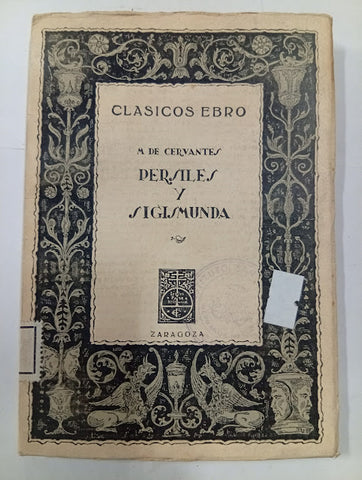 CLASICOS EBRO
M. DE CERVANTES
PERSILES
Y
SIGISMUNDA
ZARAGOZA